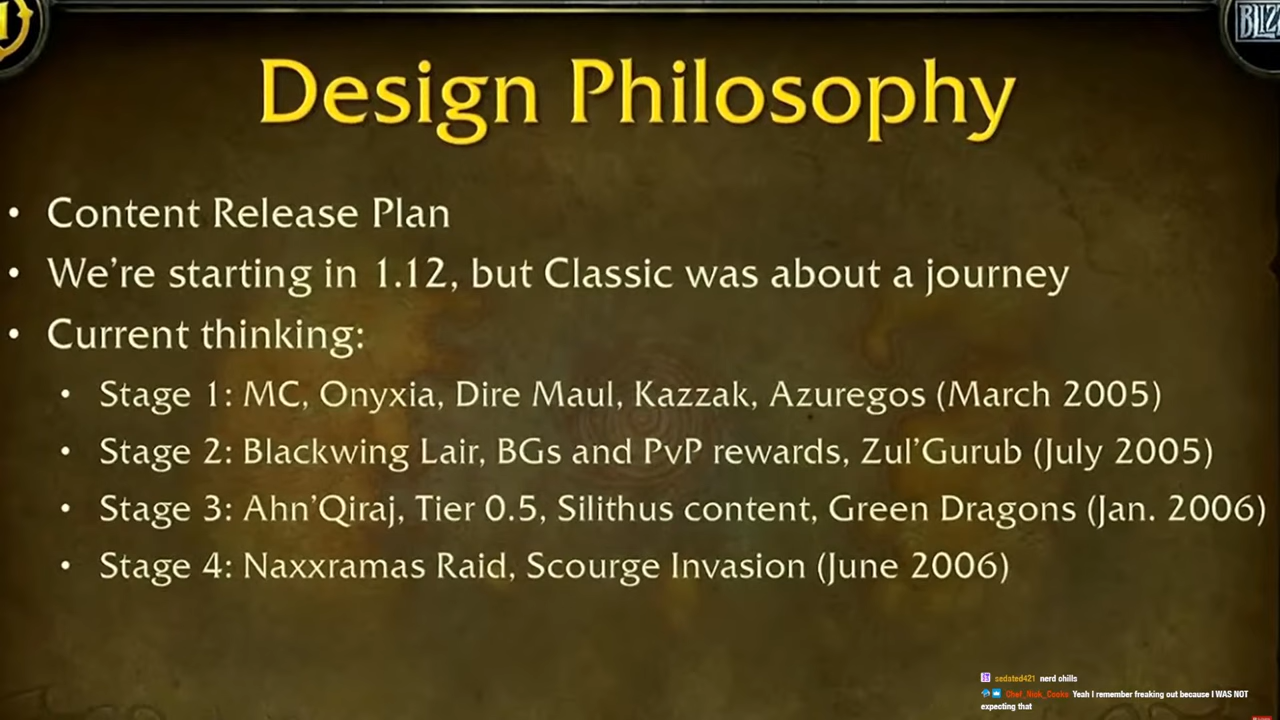 BLIZZ
Design Philosophy
• Content Release Plan
• We're starting in 1.12, but Classic was about a journey
• Current thinking:
• Stage 1: MC, Onyxia, Dire Maul, Kazzak, Azuregos (March 2005)
• Stage 2: Blackwing Lair, BGs and PvP rewards, Zul'Gurub (July 2005)
• Stage 3: Ahn'Qiraj, Tier 0.5, Silithus content, Green Dragons (Jan. 2006)
• Stage 4: Naxxramas Raid, Scourge Invasion (June 2006)
sedated421 nerd chills
Chef_Nick_Cooks Yeah I remember freaking out because I WAS NOT
expecting that